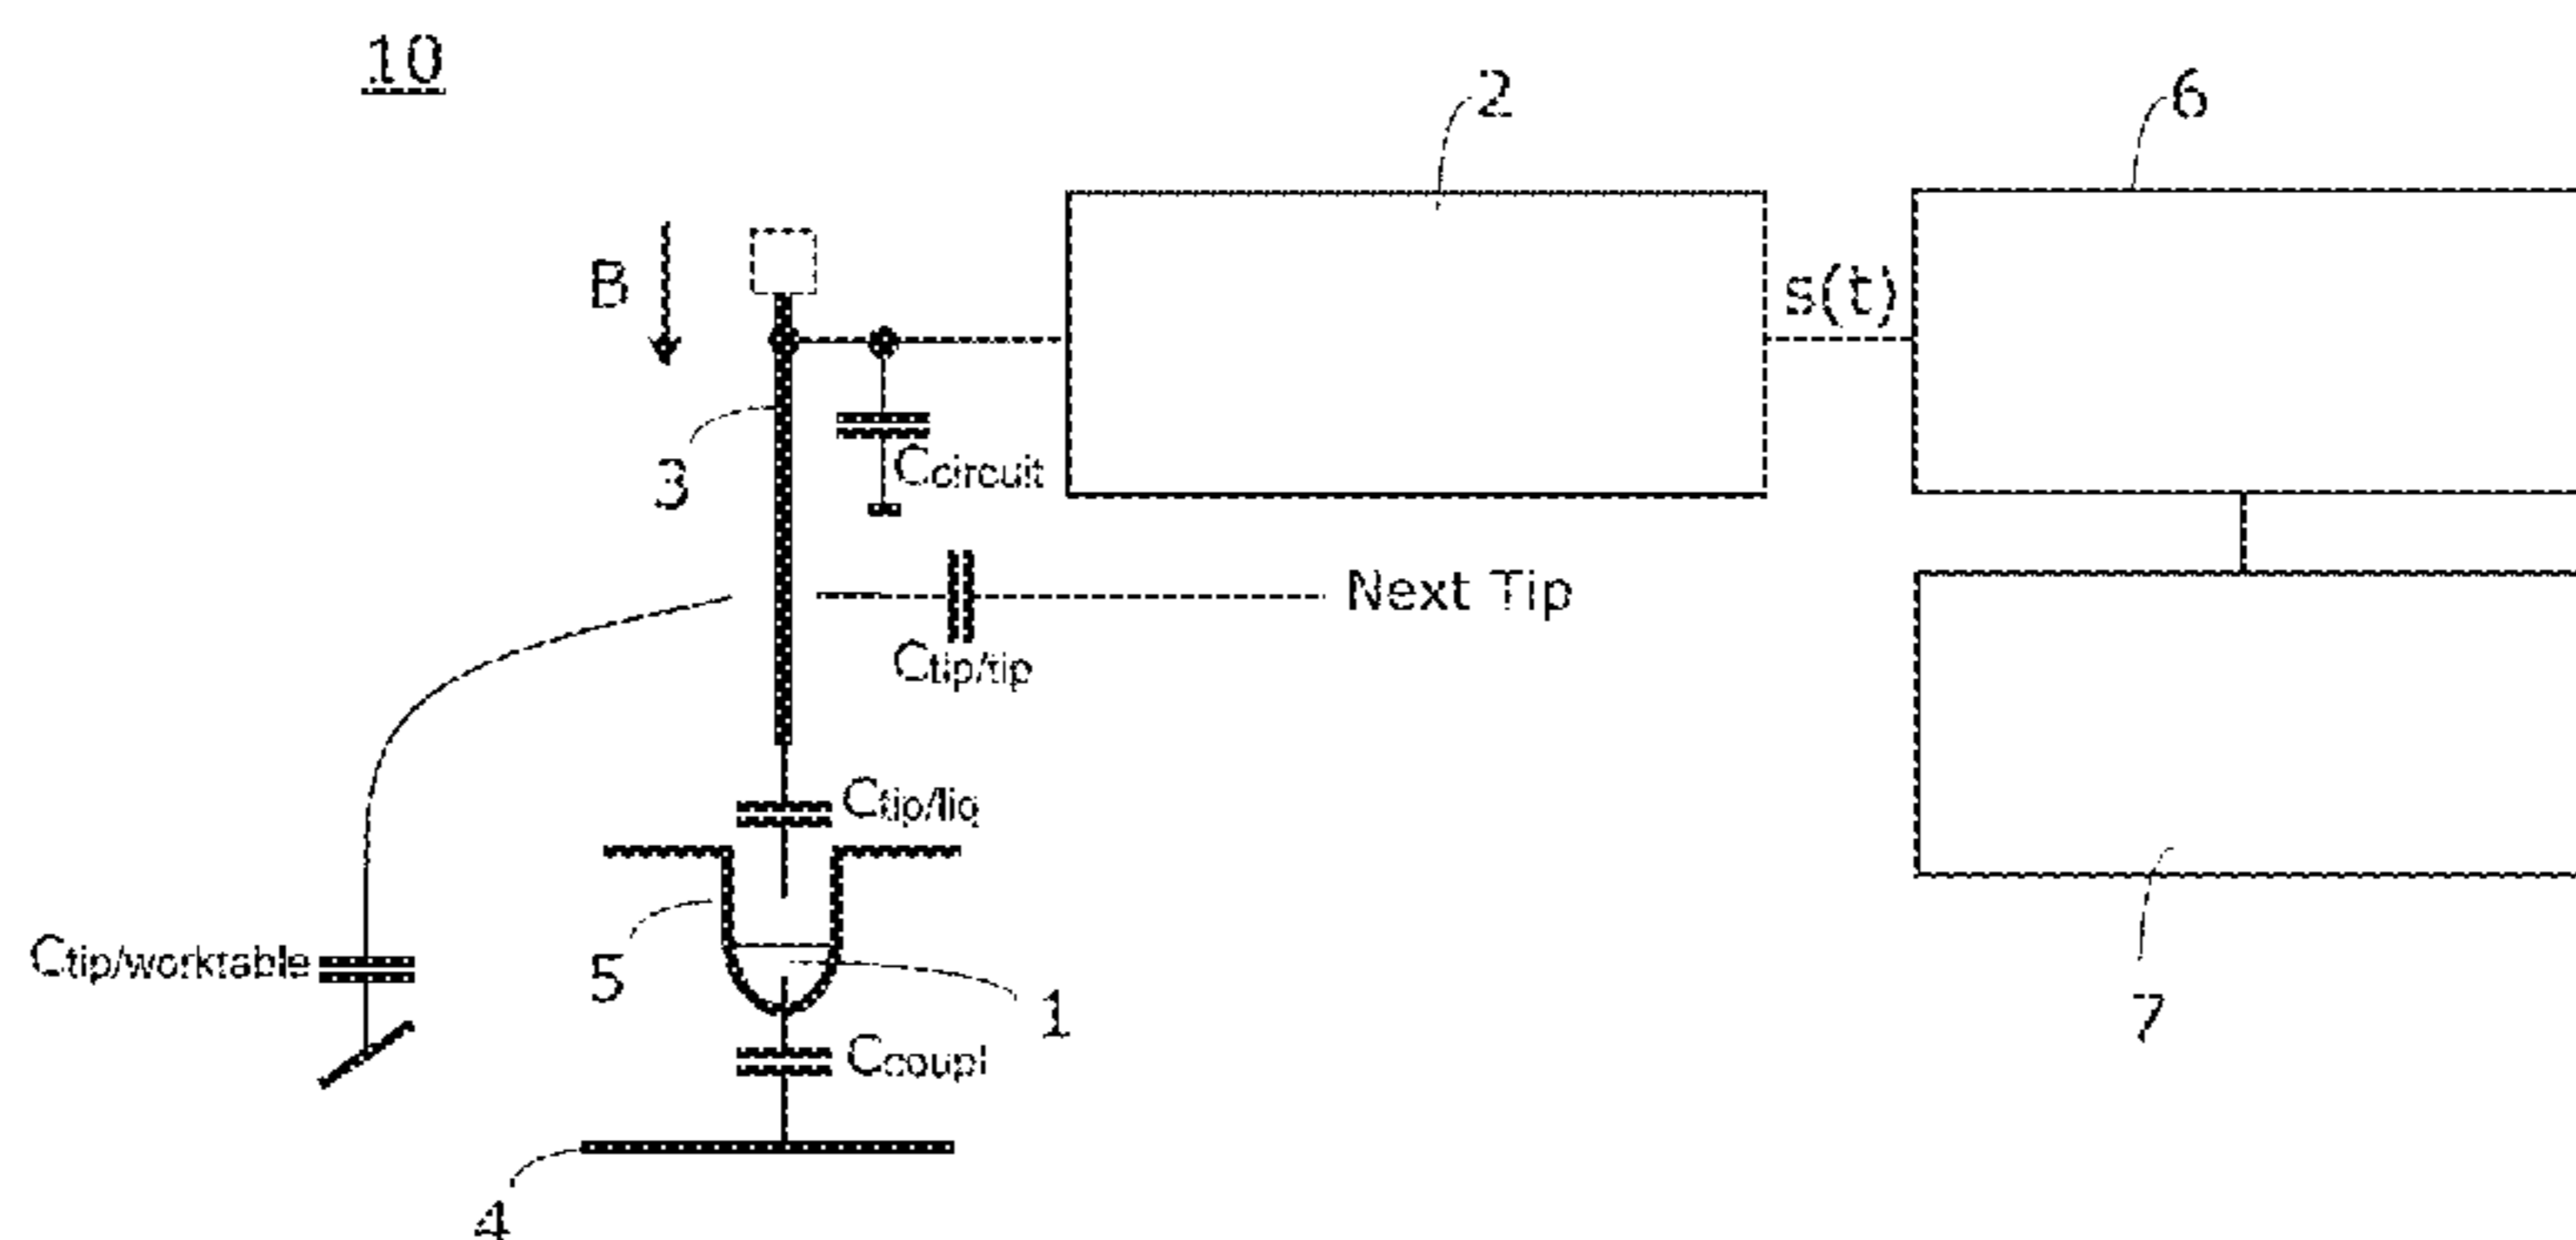 10
2
6
B
s(t)
3
Ccircuit
Next Tip
Ctip/tip
Ctip/liq
5
Ctip/worktable
1
7
Ccoupl
4